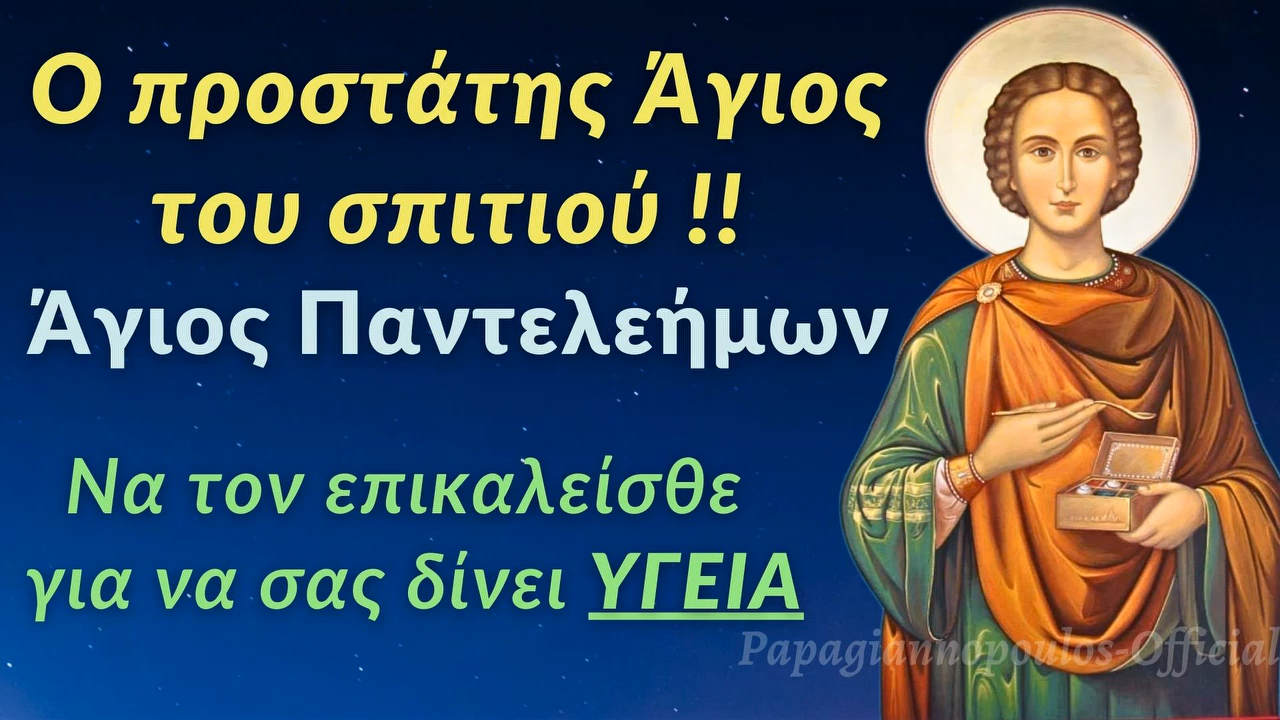 Ο προστάτης Άγιος
του σπιτιού !!
Άγιος Παντελεήμων
Να τον επικαλείσθε
για να σας δίνει ΥΓΕΙΑ
Papagiannopoulos-Official